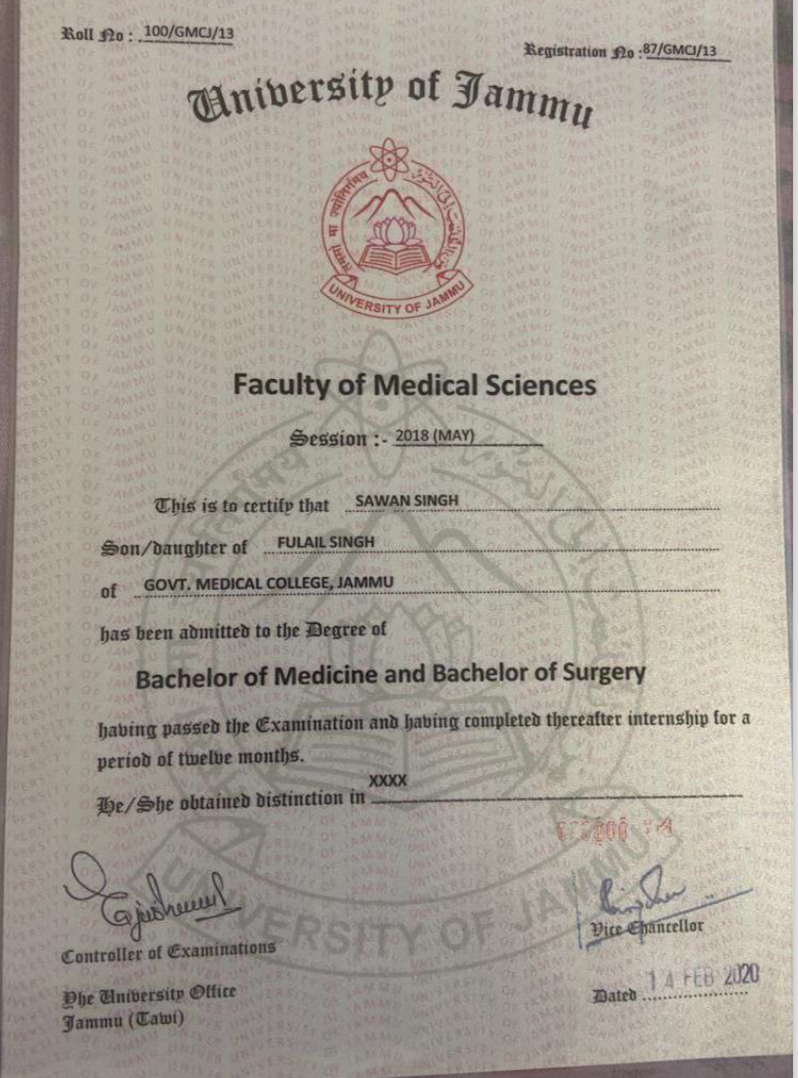 Roll No : 100/GMCJ/13
Registration No : 87/GMCJ/13
University of Jammu
तमसो मा ज्योतिर्गमय
UNIVERSITY OF JAMMU
Faculty of Medical Sciences
Session :- 2018 (MAY)
This is to certify that SAWAN SINGH
Son/daughter of FULAIL SINGH
of GOVT. MEDICAL COLLEGE, JAMMU
has been admitted to the Degree of
Bachelor of Medicine and Bachelor of Surgery
having passed the Examination and having completed thereafter internship for a
period of twelve months.
XXXX
He/She obtained distinction in
UNIVERSITY OF JAMMU
Controller of Examinations
Vice Chancellor
Yhe University Office
Jammu (Tawi)
Dated 14 FEB 2020